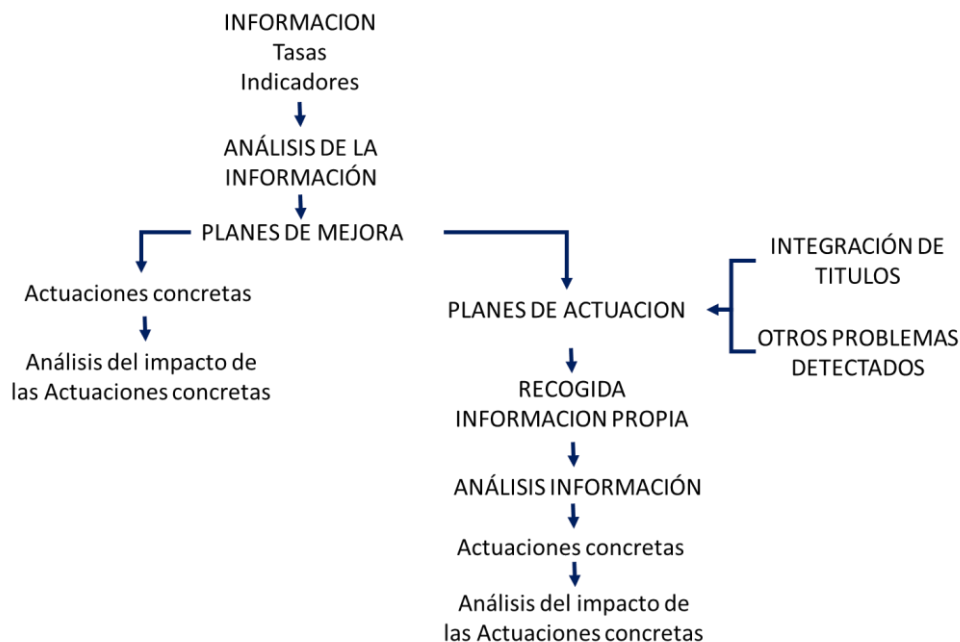 INFORMACION
Tasas
Indicadores
ANÁLISIS DE LA
INFORMACIÓN
PLANES DE MEJORA
Actuaciones concretas
Análisis del impacto de
las Actuaciones concretas
PLANES DE ACTUACION
INTEGRACIÓN DE
TITULOS
OTROS PROBLEMAS
DETECTADOS
RECOGIDA
INFORMACION PROPIA
ANÁLISIS INFORMACIÓN
Actuaciones concretas
Análisis del impacto de
las Actuaciones concretas